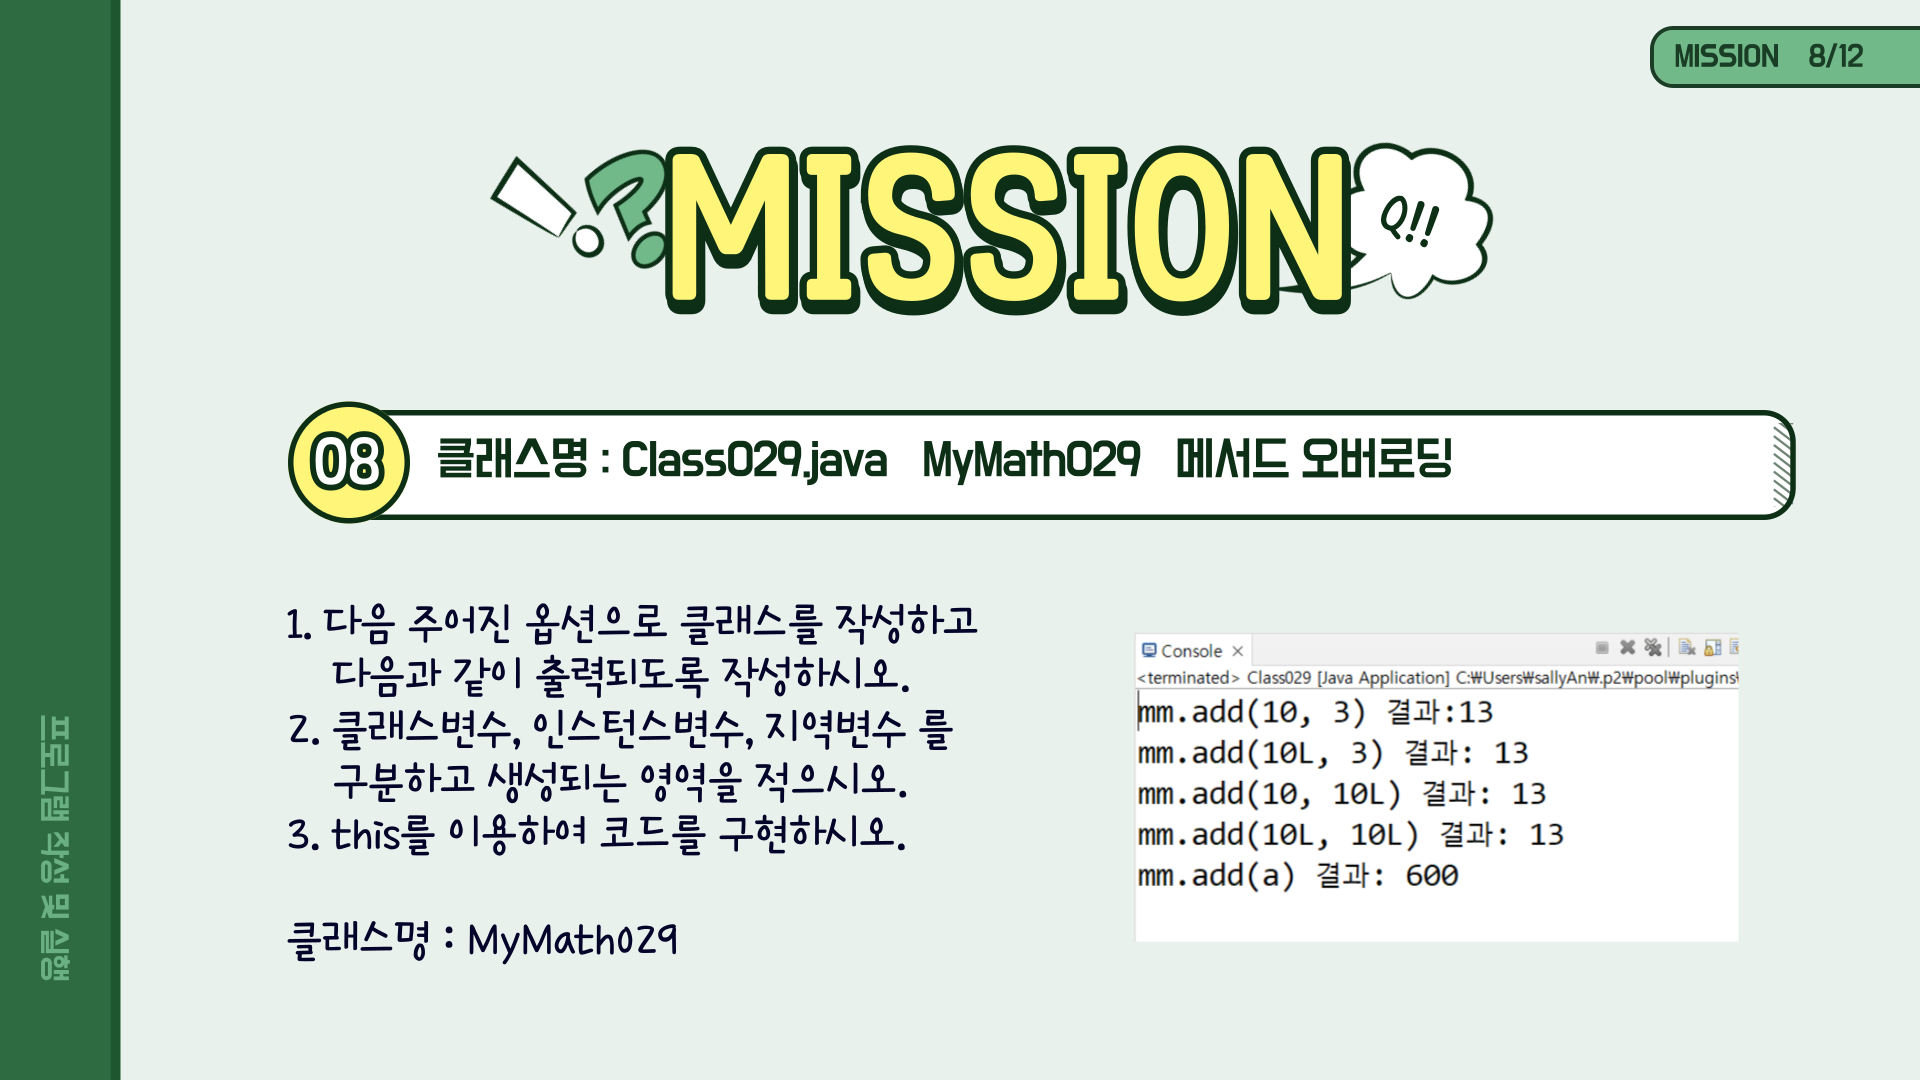 MISSION 8/12
MISSION
Q!!
08 클래스명 : Class029.java MyMath029 메서드 오버로딩
1. 다음 주어진 옵션으로 클래스를 작성하고
다음과 같이 출력되도록 작성하시오.
2. 클래스변수, 인스턴스변수, 지역변수 를
구분하고 생성되는 영역을 적으시오.
3. this를 이용하여 코드를 구현하시오.
클래스명 : MyMath029
Console ×
<terminated> Class029 [Java Application] C:₩Users₩sallyAn₩.p2₩pool₩plugins₩
mm.add(10, 3) 결과:13
mm.add(10L, 3) 결과: 13
mm.add(10, 10L) 결과: 13
mm.add(10L, 10L) 결과: 13
mm.add(a) 결과: 600
프로그램 작성 및 실행